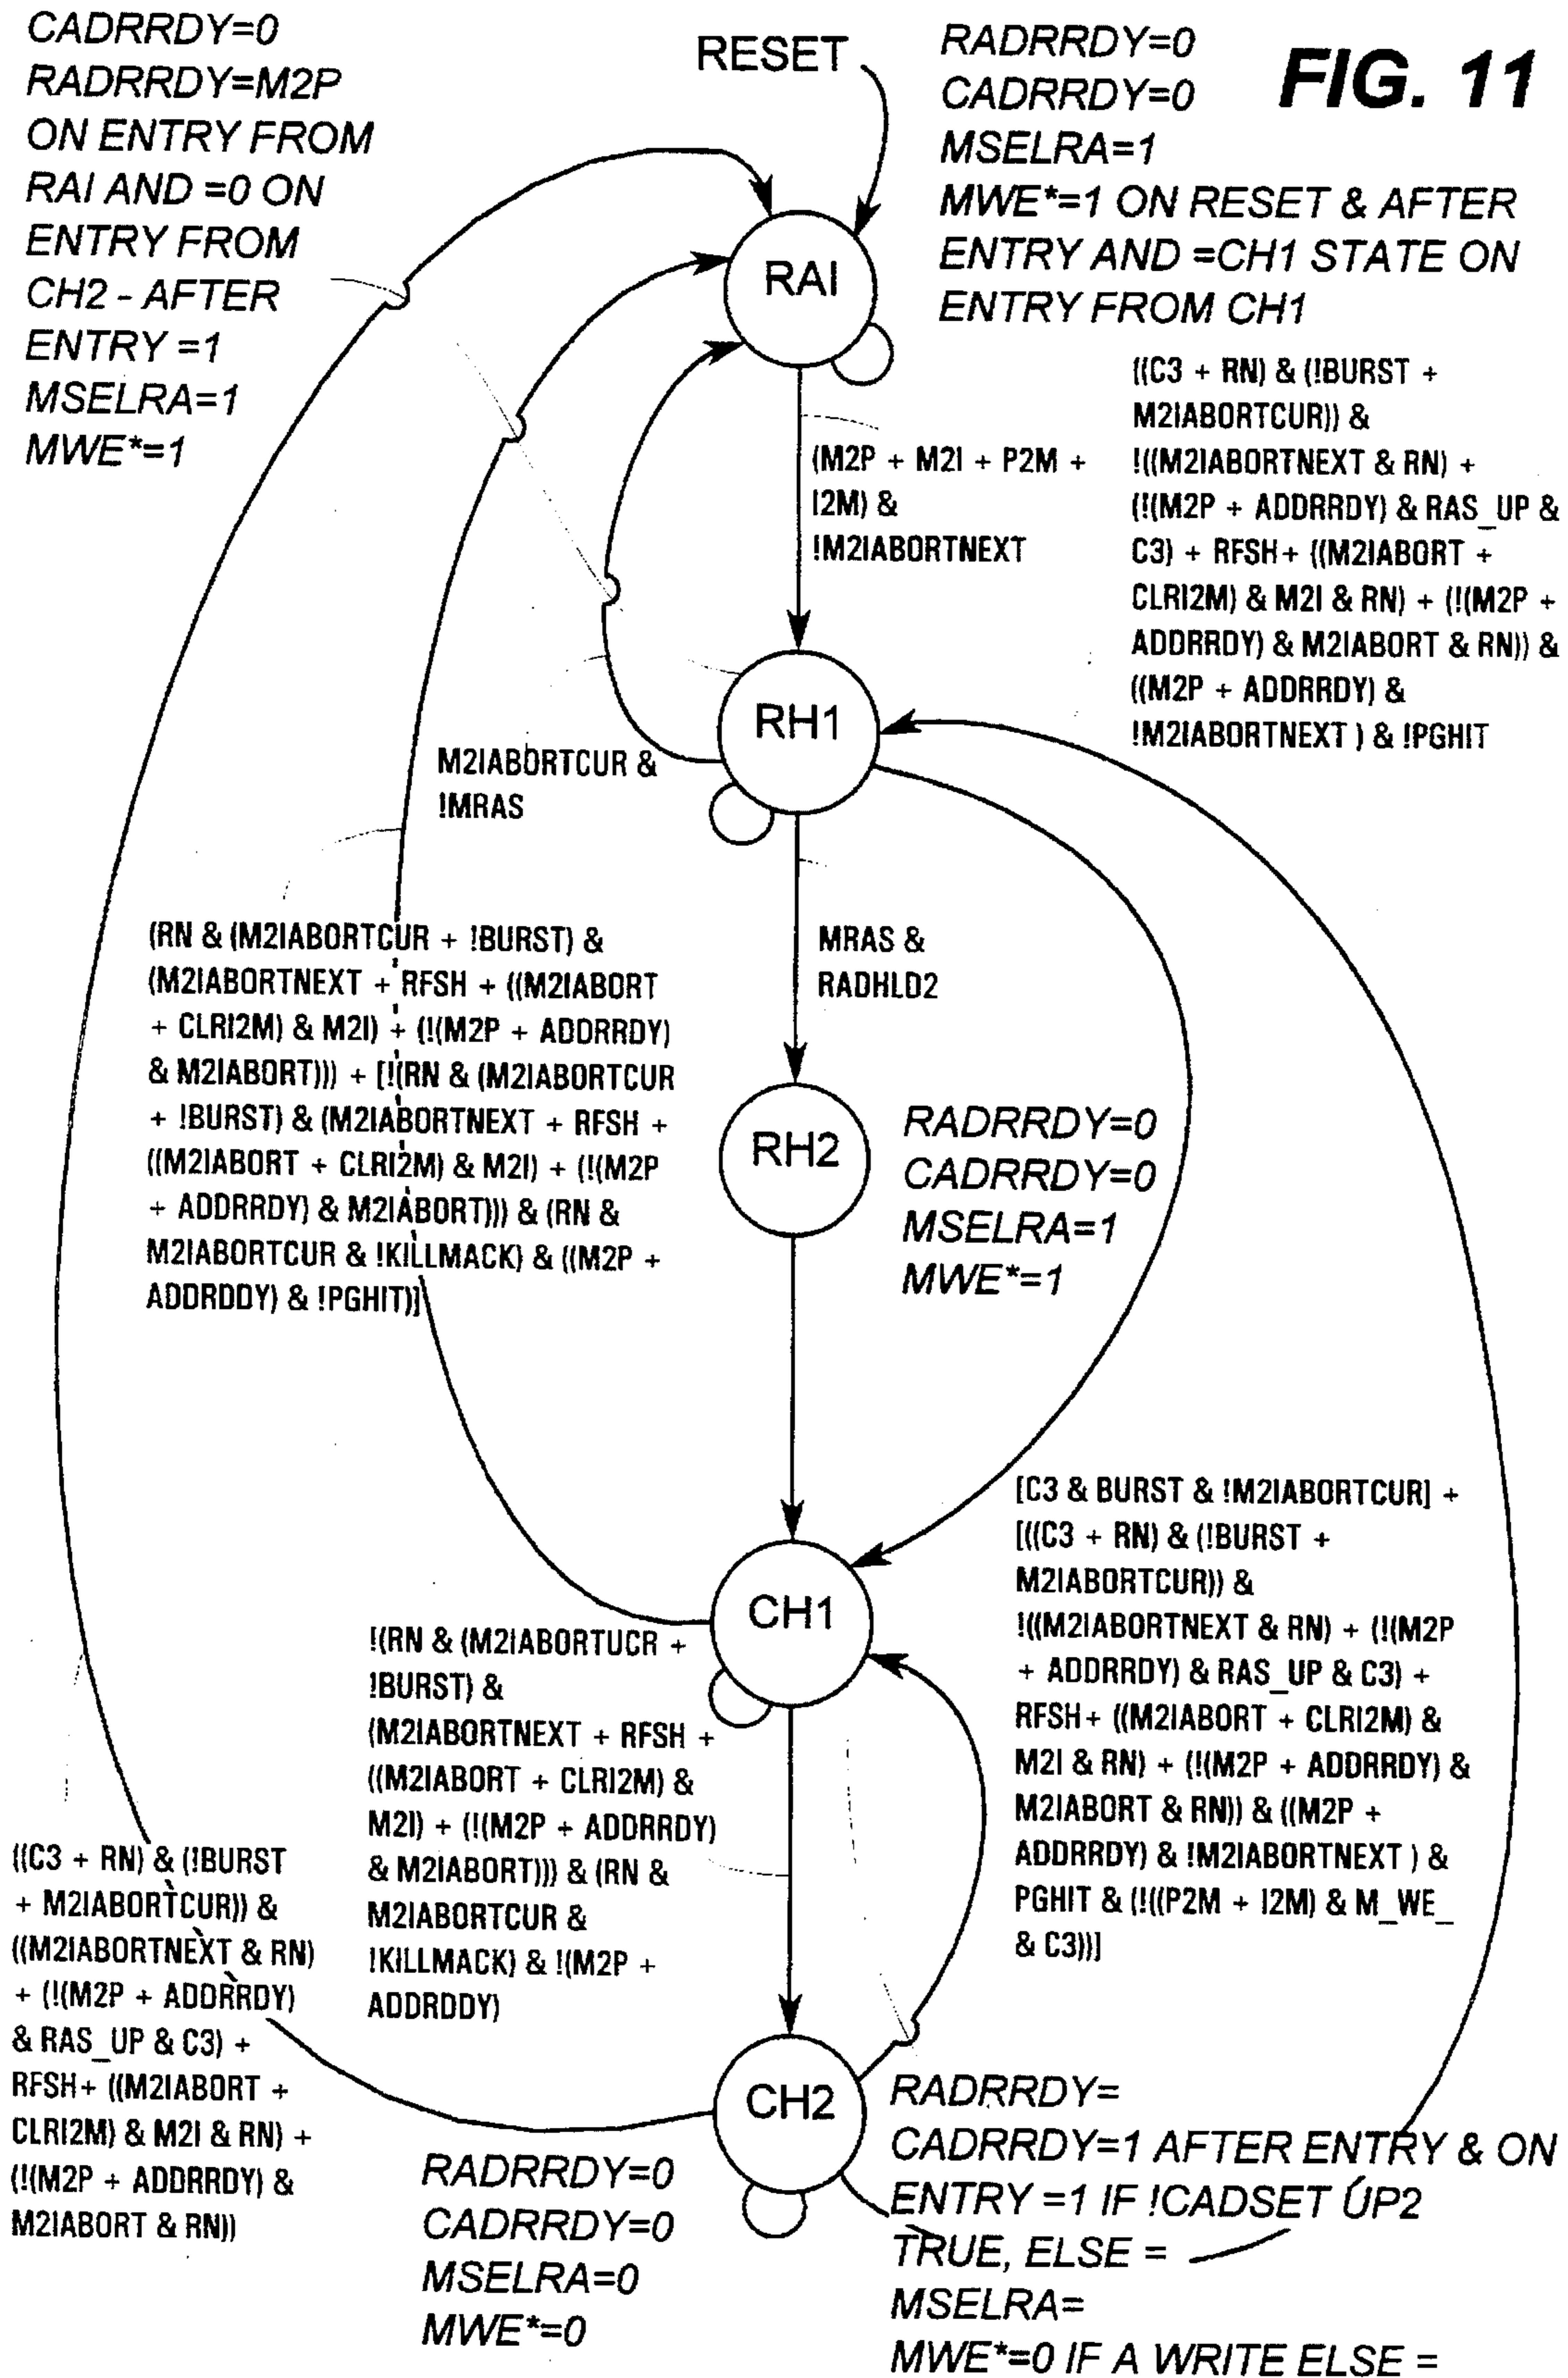 CADRRDY=0
RADRRDY=M2P
ON ENTRY FROM
RAI AND =0 ON
ENTRY FROM
CH2 - AFTER
ENTRY =1
MSELRA=1
MWE*=1
RESET
RADRRDY=0
CADRRDY=0
MSELRA=1
MWE*=1 ON RESET & AFTER
ENTRY AND =CH1 STATE ON
ENTRY FROM CH1
FIG. 11
RAI
((C3 + RN) & (!BURST +
M2IABORTCUR)) &
!((M2IABORTNEXT & RN) +
(!(M2P + ADDRRDY) & RAS_UP &
C3) + RFSH+ ((M2IABORT +
CLRI2M) & M2I & RN) + (!(M2P +
ADDRRDY) & M2IABORT & RN)) &
((M2P + ADDRRDY) &
!M2IABORTNEXT ) & !PGHIT
(M2P + M2I + P2M +
I2M) &
!M2IABORTNEXT
RH1
M2IABORTCUR &
!MRAS
MRAS &
RADHLD2
(RN & (M2IABORTCUR + !BURST) &
(M2IABORTNEXT + RFSH + ((M2IABORT
+ CLRI2M) & M2I) + (!(M2P + ADDRRDY)
& M2IABORT))) + [!(RN & (M2IABORTCUR
+ !BURST) & (M2IABORTNEXT + RFSH +
((M2IABORT + CLRI2M) & M2I) + (!(M2P
+ ADDRRDY) & M2IABORT))) & (RN &
M2IABORTCUR & !KILLMACK) & ((M2P +
ADDRDDY) & !PGHIT)]
RH2
RADRRDY=0
CADRRDY=0
MSELRA=1
MWE*=1
CH1
[C3 & BURST & !M2IABORTCUR] +
[((C3 + RN) & (!BURST +
M2IABORTCUR)) &
!((M2IABORTNEXT & RN) + (!(M2P
+ ADDRRDY) & RAS_UP & C3) +
RFSH+ ((M2IABORT + CLRI2M) &
M2I & RN) + (!(M2P + ADDRRDY) &
M2IABORT & RN)) & ((M2P +
ADDRRDY) & !M2IABORTNEXT ) &
PGHIT & (!((P2M + I2M) & M_WE_
& C3))]
!(RN & (M2IABORTUCR +
!BURST) &
(M2IABORTNEXT + RFSH +
((M2IABORT + CLRI2M) &
M2I) + (!(M2P + ADDRRDY)
& M2IABORT))) & (RN &
M2IABORTCUR &
!KILLMACK) & !(M2P +
ADDRDDY)
((C3 + RN) & (!BURST
+ M2IABORTCUR)) &
((M2IABORTNEXT & RN)
+ (!(M2P + ADDRRDY)
& RAS_UP & C3) +
RFSH+ ((M2IABORT +
CLRI2M) & M2I & RN) +
(!(M2P + ADDRRDY) &
M2IABORT & RN))
CH2
RADRRDY=0
CADRRDY=0
MSELRA=0
MWE*=0
RADRRDY=
CADRRDY=1 AFTER ENTRY & ON
ENTRY =1 IF !CADSET UP2
TRUE, ELSE =
MSELRA=
MWE*=0 IF A WRITE ELSE =